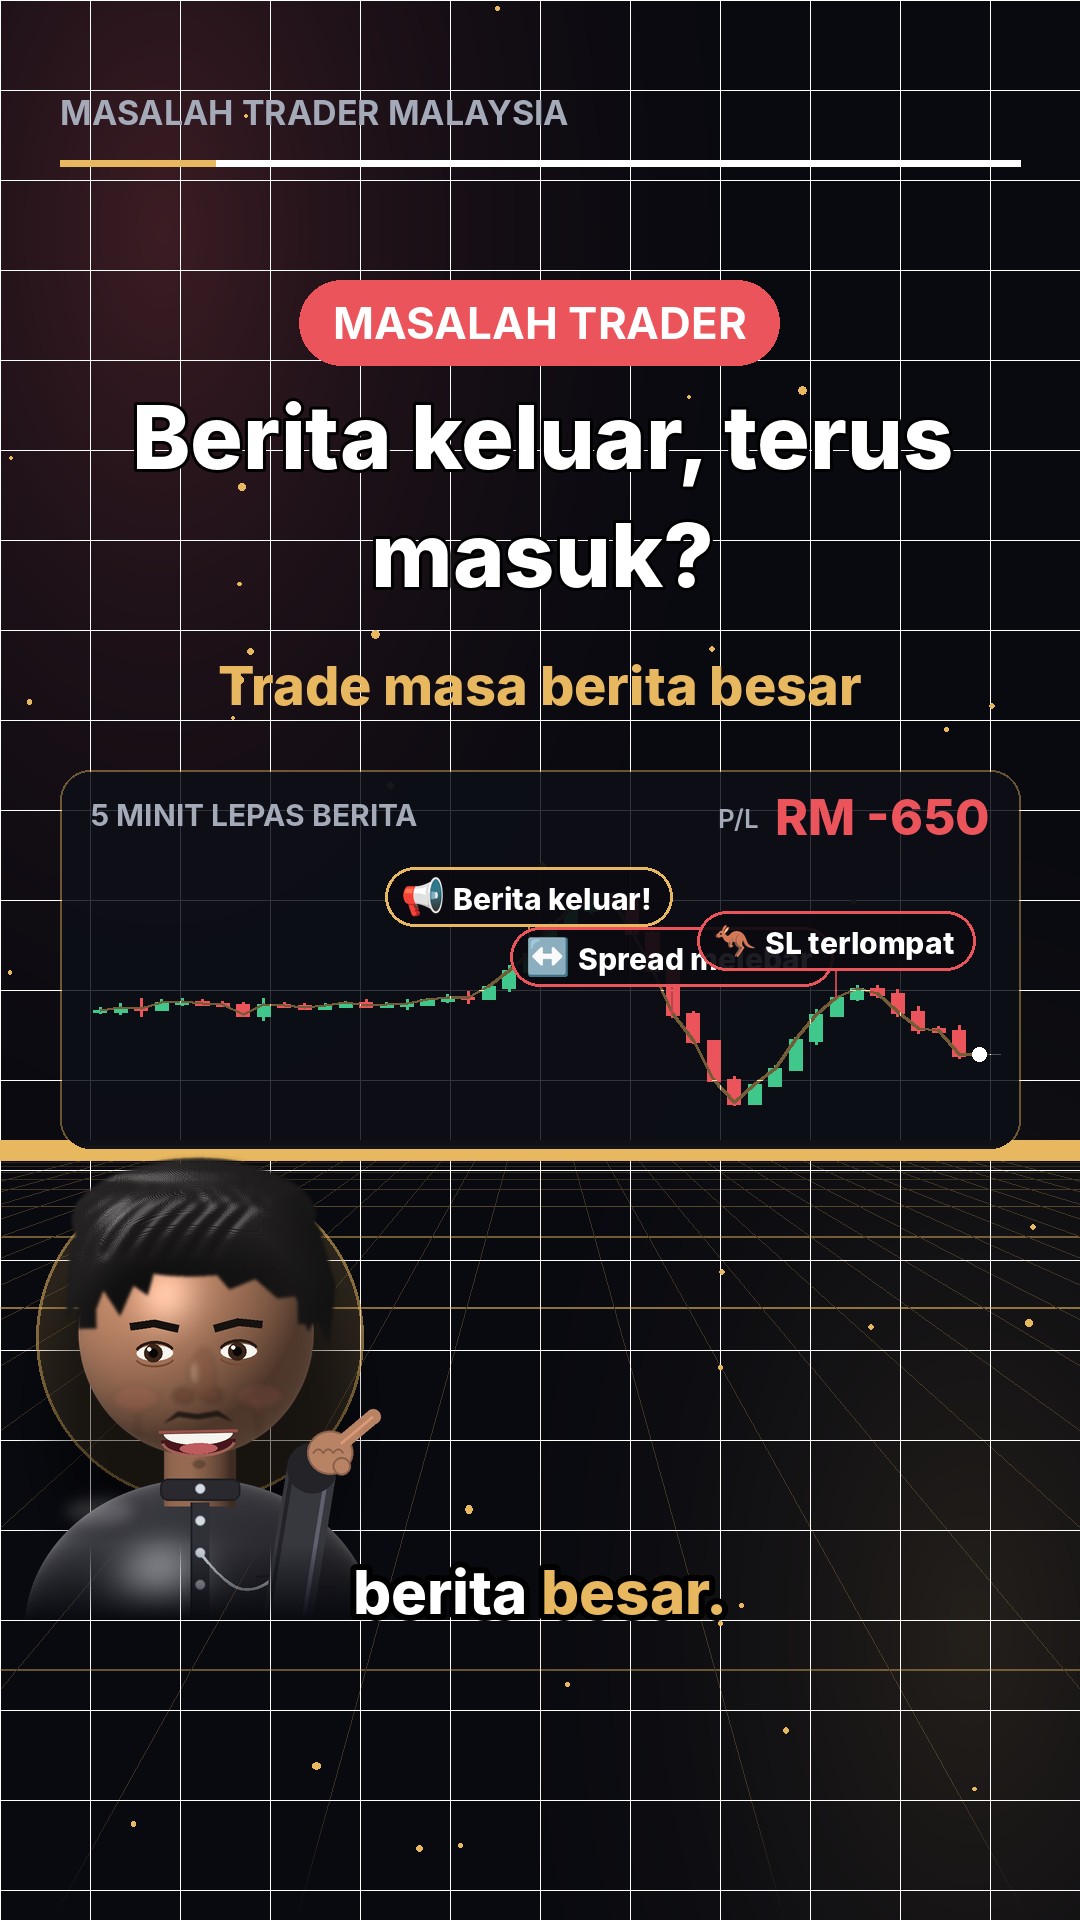 MASALAH TRADER MALAYSIA
MASALAH TRADER
Berita keluar, terus
masuk?
Trade masa berita besar
5 MINIT LEPAS BERITA
P/L RM -650
Berita keluar!
SL terlompat
Spread melebar
berita besar.